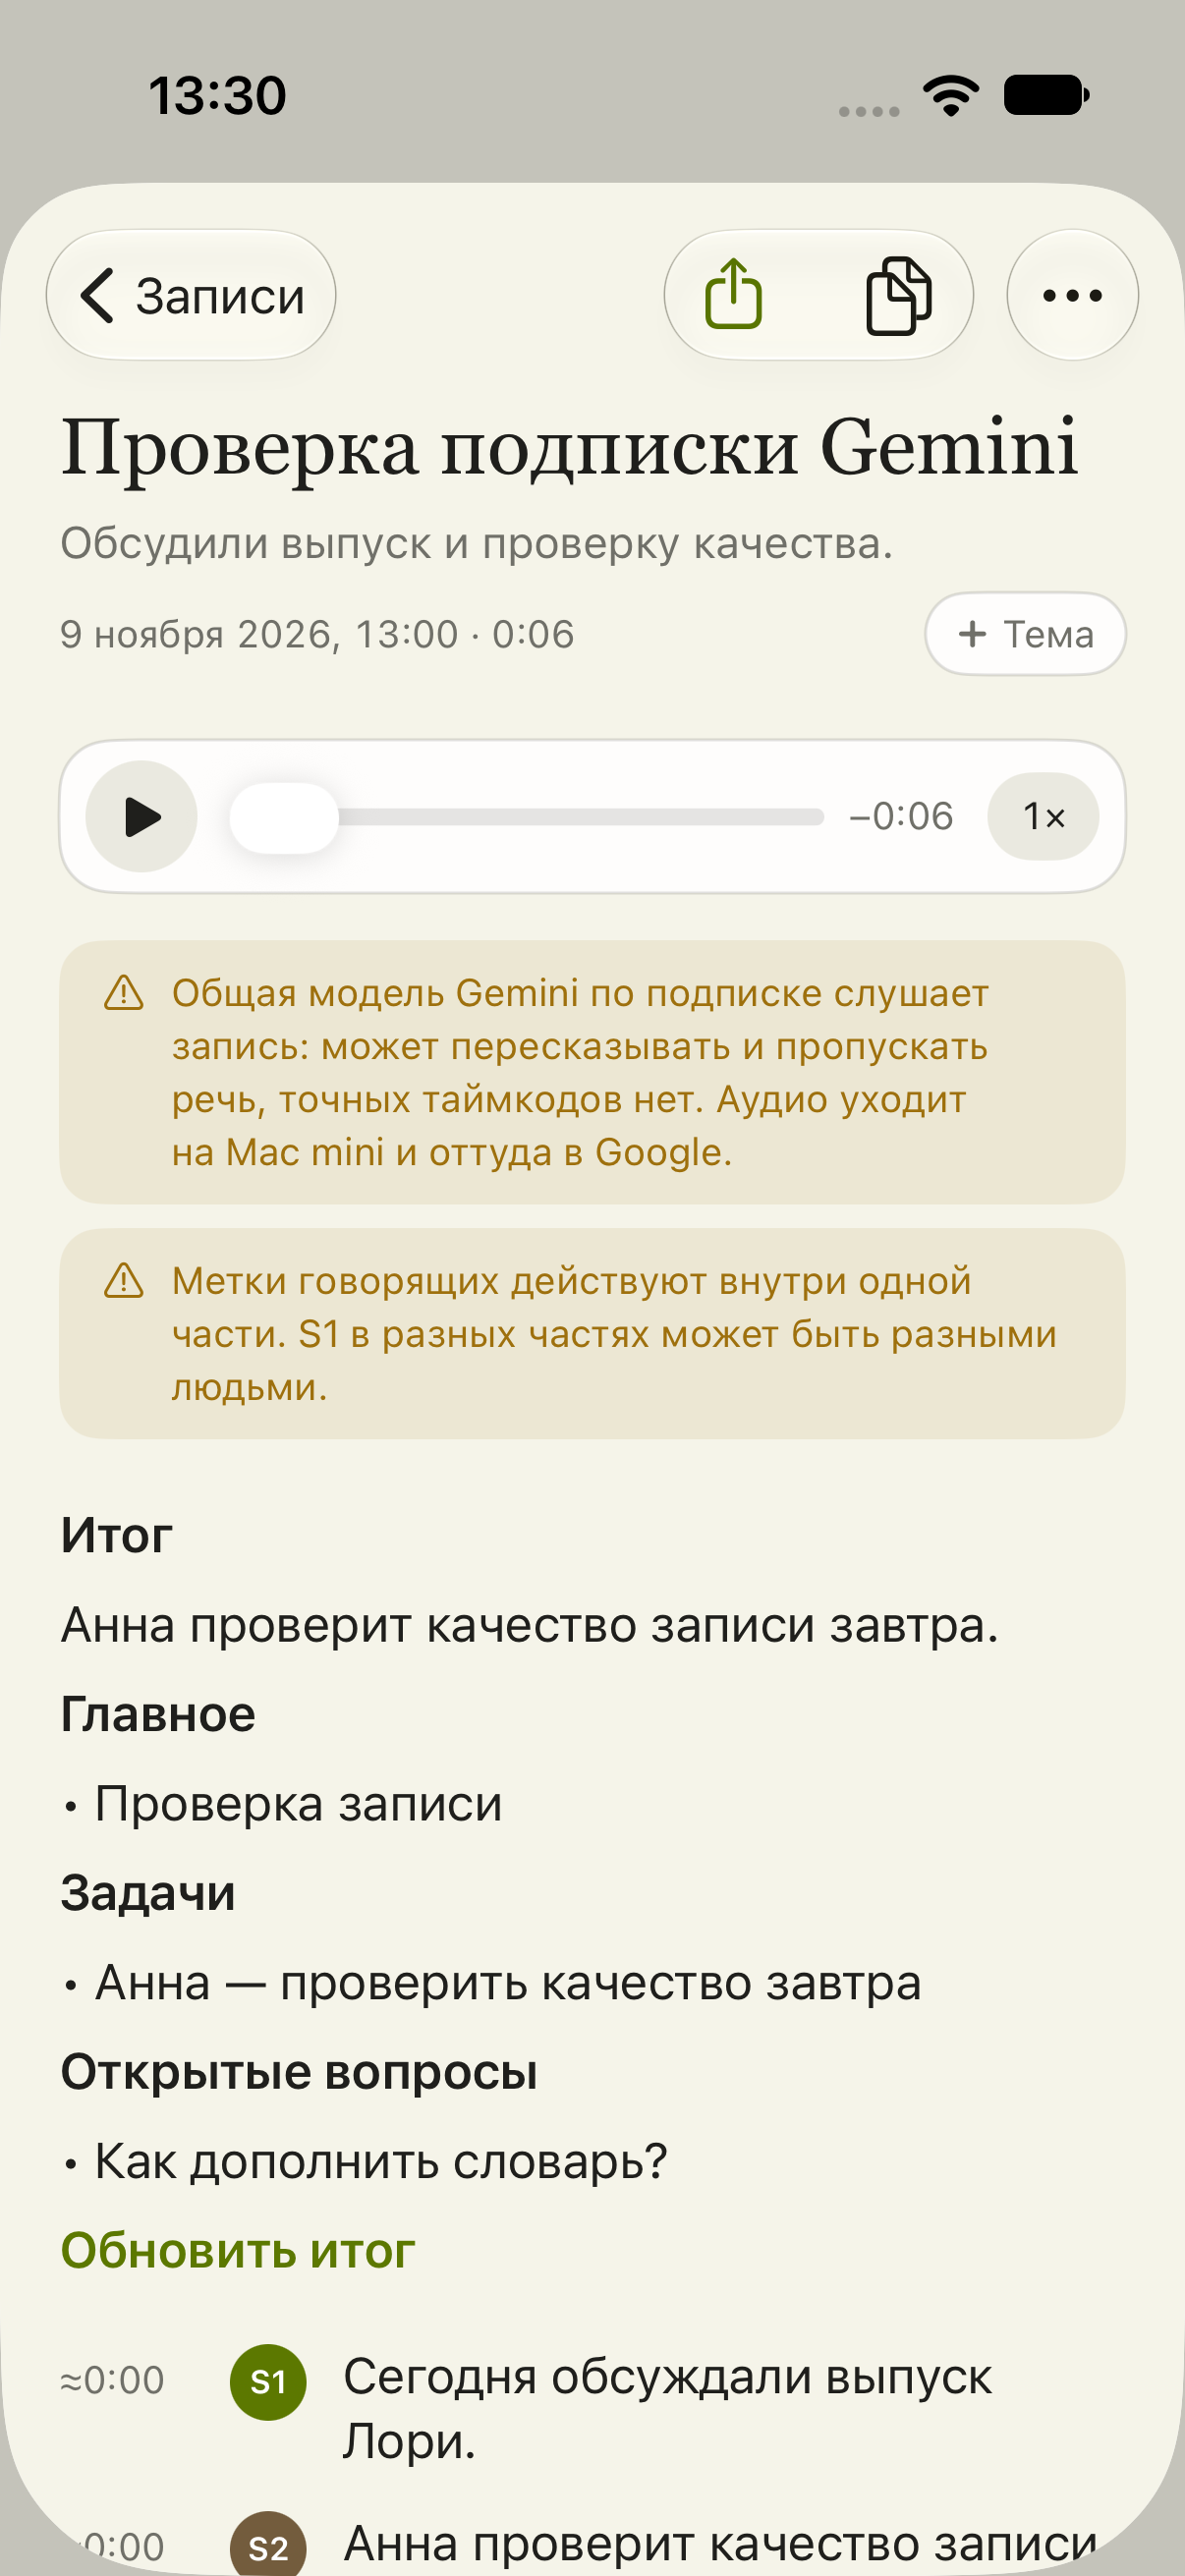 13:30
Записи
Проверка подписки Gemini
Обсудили выпуск и проверку качества.
9 ноября 2026, 13:00 · 0:06
+ Тема
−0:06
1×
Общая модель Gemini по подписке слушает
запись: может пересказывать и пропускать
речь, точных таймкодов нет. Аудио уходит
на Mac mini и оттуда в Google.
Метки говорящих действуют внутри одной
части. S1 в разных частях может быть разными
людьми.
Итог
Анна проверит качество записи завтра.
Главное
• Проверка записи
Задачи
• Анна — проверить качество завтра
Открытые вопросы
• Как дополнить словарь?
Обновить итог
≈0:00 S1 Сегодня обсуждали выпуск
Лори.
≈0:00 S2 Анна проверит качество записи